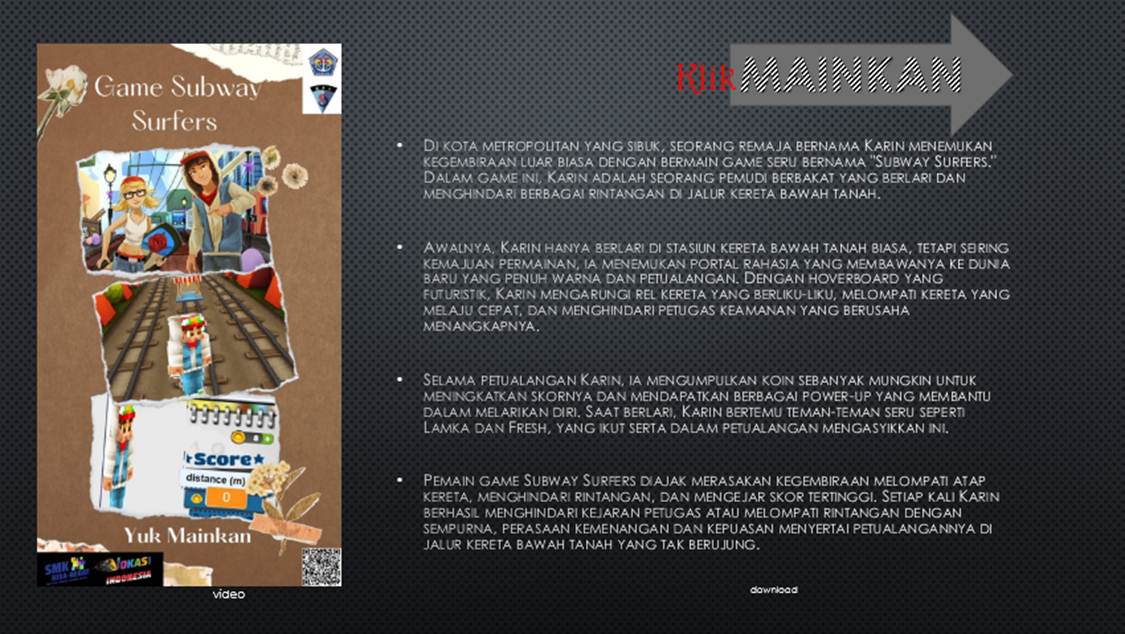 Game Subway
Surfers
Score
distance (m)
0
Yuk Mainkan
SMK
BISA-HEBAT
VOKASI
INDONESIA
video
Klik MAINKAN
• DI KOTA METROPOLITAN YANG SIBUK, SEORANG REMAJA BERNAMA KARIN MENEMUKAN
KEGEMBIRAAN LUAR BIASA DENGAN BERMAIN GAME SERU BERNAMA "SUBWAY SURFERS."
DALAM GAME INI, KARIN ADALAH SEORANG PEMUDI BERBAKAT YANG BERLARI DAN
MENGHINDARI BERBAGAI RINTANGAN DI JALUR KERETA BAWAH TANAH.
• AWALNYA, KARIN HANYA BERLARI DI STASIUN KERETA BAWAH TANAH BIASA, TETAPI SEIRING
KEMAJUAN PERMAINAN, IA MENEMUKAN PORTAL RAHASIA YANG MEMBAWANYA KE DUNIA
BARU YANG PENUH WARNA DAN PETUALANGAN. DENGAN HOVERBOARD YANG
FUTURISTIK, KARIN MENGARUNGI REL KERETA YANG BERLIKU-LIKU, MELOMPATI KERETA YANG
MELAJU CEPAT, DAN MENGHINDARI PETUGAS KEAMANAN YANG BERUSAHA
MENANGKAPNYA.
• SELAMA PETUALANGAN KARIN, IA MENGUMPULKAN KOIN SEBANYAK MUNGKIN UNTUK
MENINGKATKAN SKORNYA DAN MENDAPATKAN BERBAGAI POWER-UP YANG MEMBANTU
DALAM MELARIKAN DIRI. SAAT BERLARI, KARIN BERTEMU TEMAN-TEMAN SERU SEPERTI
LAMKA DAN FRESH, YANG IKUT SERTA DALAM PETUALANGAN MENGASYIKKAN INI.
• PEMAIN GAME SUBWAY SURFERS DIAJAK MERASAKAN KEGEMBIRAAN MELOMPATI ATAP
KERETA, MENGHINDARI RINTANGAN, DAN MENGEJAR SKOR TERTINGGI. SETIAP KALI KARIN
BERHASIL MENGHINDARI KEJARAN PETUGAS ATAU MELOMPATI RINTANGAN DENGAN
SEMPURNA, PERASAAN KEMENANGAN DAN KEPUASAN MENYERTAI PETUALANGANNYA DI
JALUR KERETA BAWAH TANAH YANG TAK BERUJUNG.
download